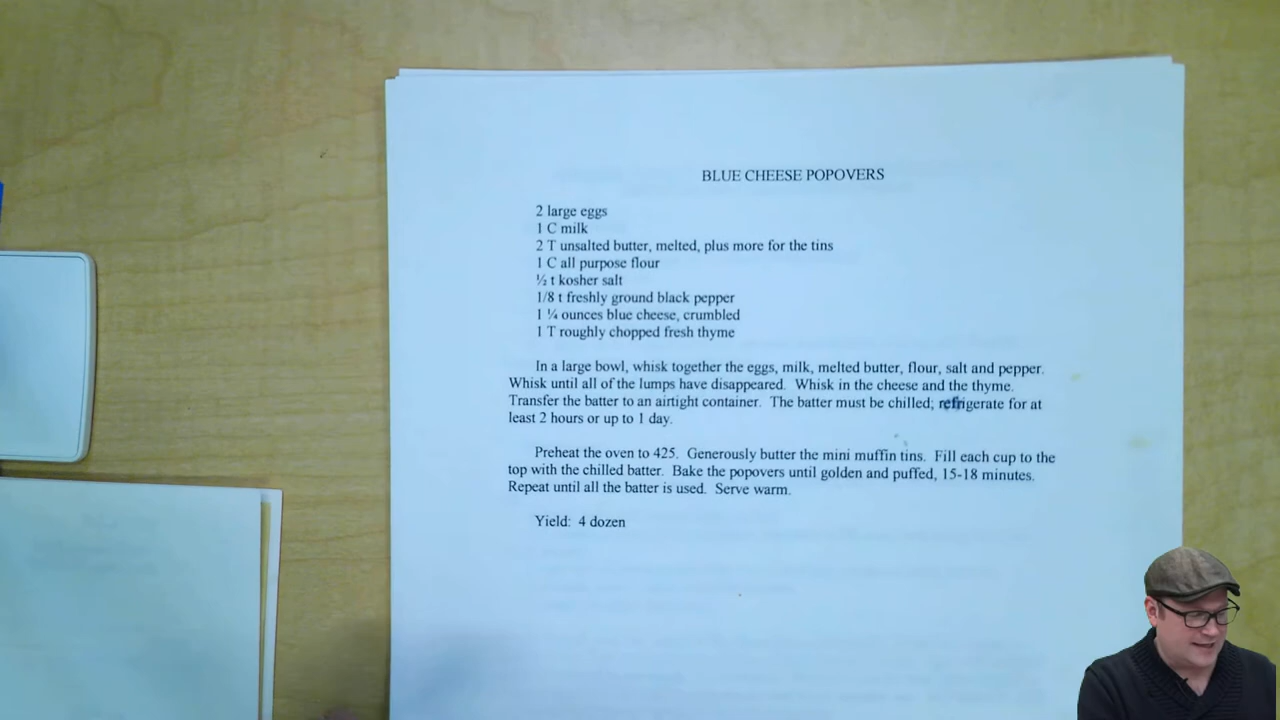 BLUE CHEESE POPOVERS
2 large eggs
1 C milk
2 T unsalted butter, melted, plus more for the tins
1 C all purpose flour
½ t kosher salt
1/8 t freshly ground black pepper
1 ¼ ounces blue cheese, crumbled
1 T roughly chopped fresh thyme
In a large bowl, whisk together the eggs, milk, melted butter, flour, salt and pepper.
Whisk until all of the lumps have disappeared. Whisk in the cheese and the thyme.
Transfer the batter to an airtight container. The batter must be chilled; refrigerate for at
least 2 hours or up to 1 day.
Preheat the oven to 425. Generously butter the mini muffin tins. Fill each cup to the
top with the chilled batter. Bake the popovers until golden and puffed, 15-18 minutes.
Repeat until all the batter is used. Serve warm.
Yield: 4 dozen